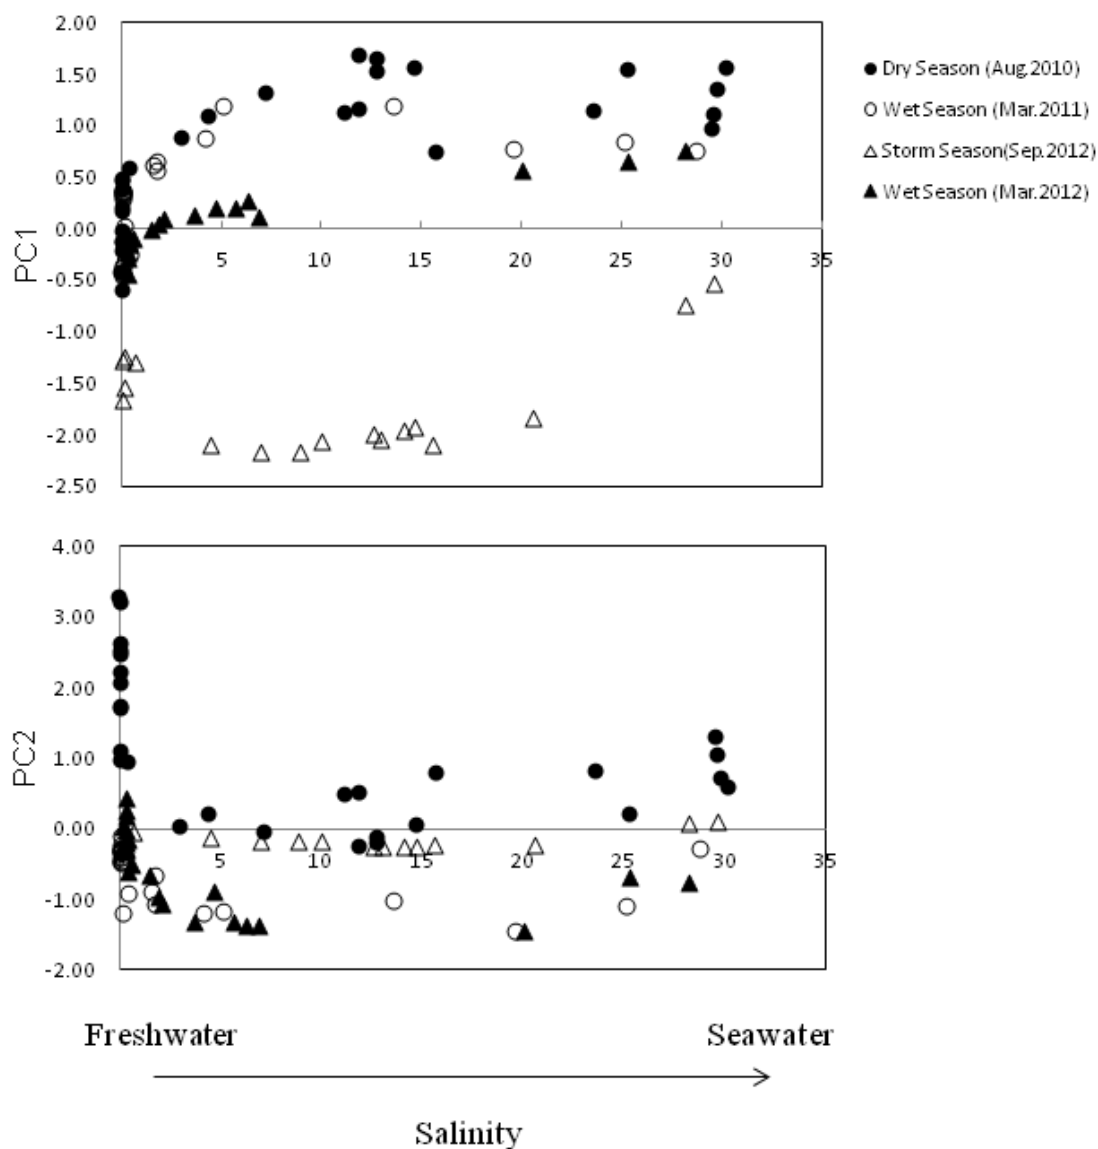 2.00
1.50
1.00
0.50
0.00
-0.50
-1.00
-1.50
-2.00
-2.50
PC1
5 10 15 20 25 30 35
Dry Season (Aug.2010)
Wet Season (Mar.2011)
Storm Season(Sep.2012)
Wet Season (Mar.2012)
4.00
3.00
2.00
1.00
0.00
-1.00
-2.00
PC2
5 10 15 20 25 30 35
Freshwater Seawater
Salinity